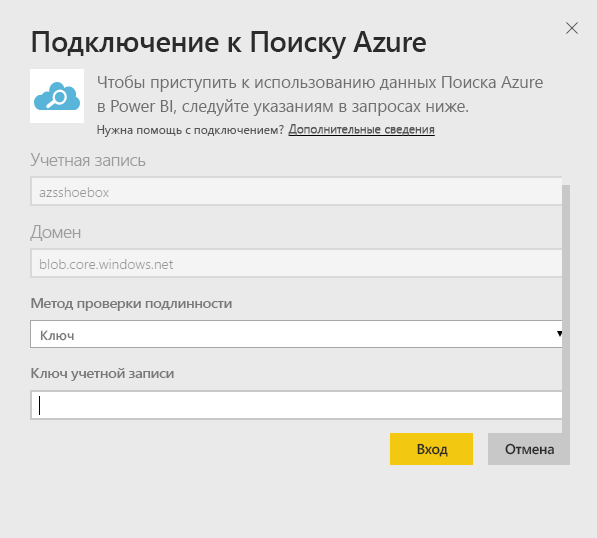 Подключение к Поиску Azure
Чтобы приступить к использованию данных Поиска Azure
в Power BI, следуйте указаниям в запросах ниже.
Нужна помощь с подключением? Дополнительные сведения
Учетная запись
azsshoebox
Домен
blob.core.windows.net
Метод проверки подлинности
Ключ
Ключ учетной записи
Вход
Отмена